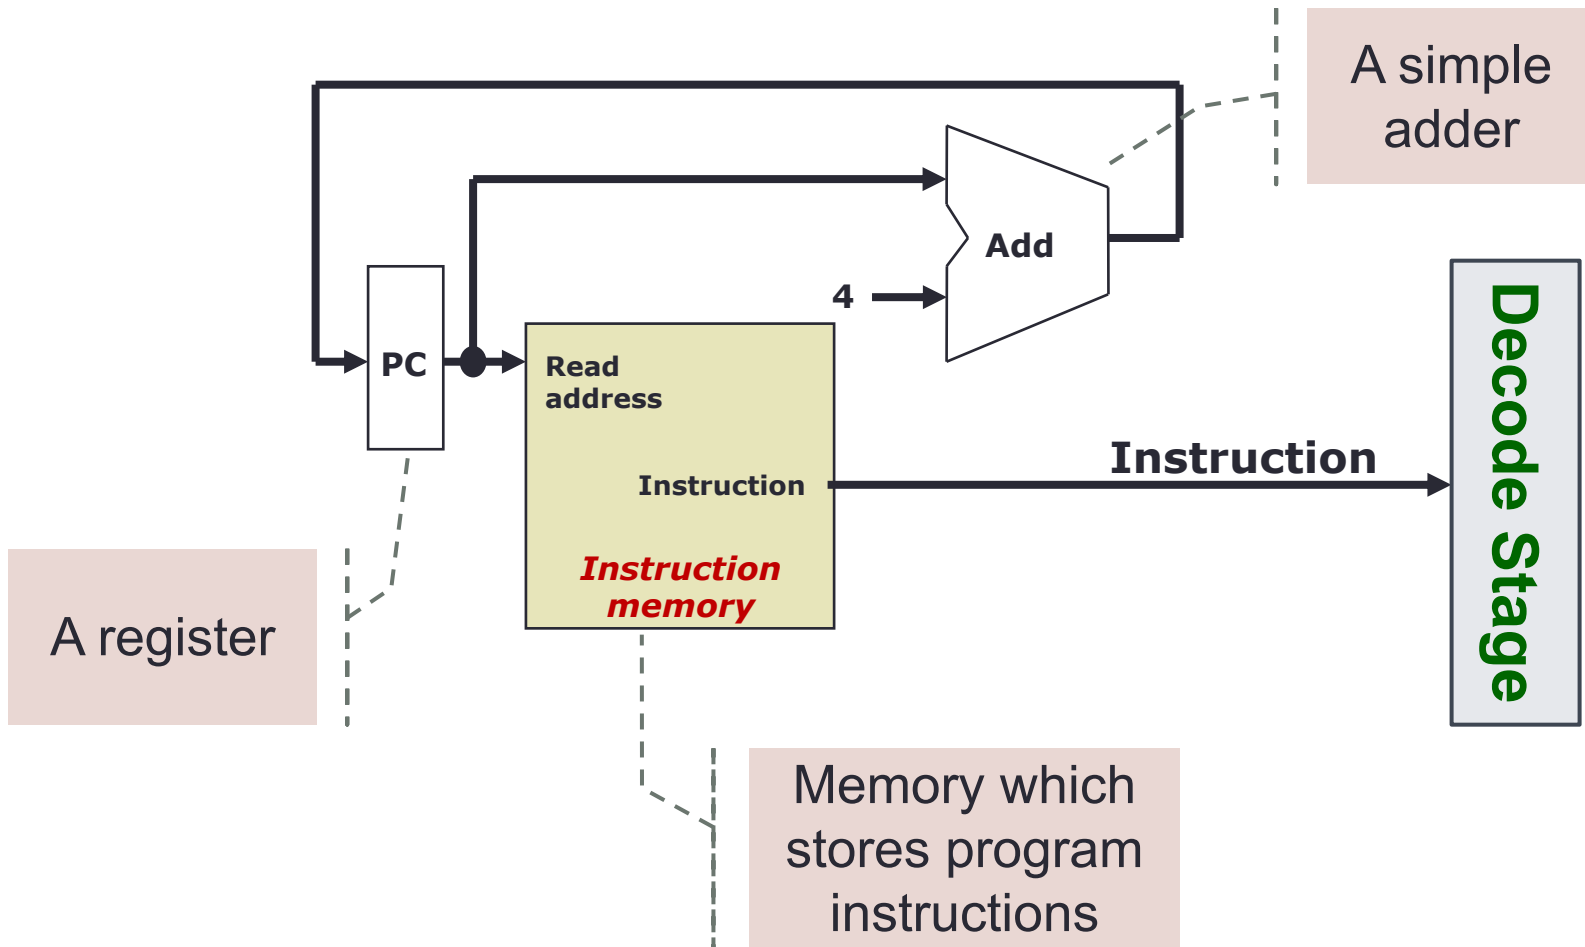 A simple
adder
Add
4
PC
Read
address
Instruction
Instruction
Instruction
memory
Decode Stage
A register
Memory which
stores program
instructions